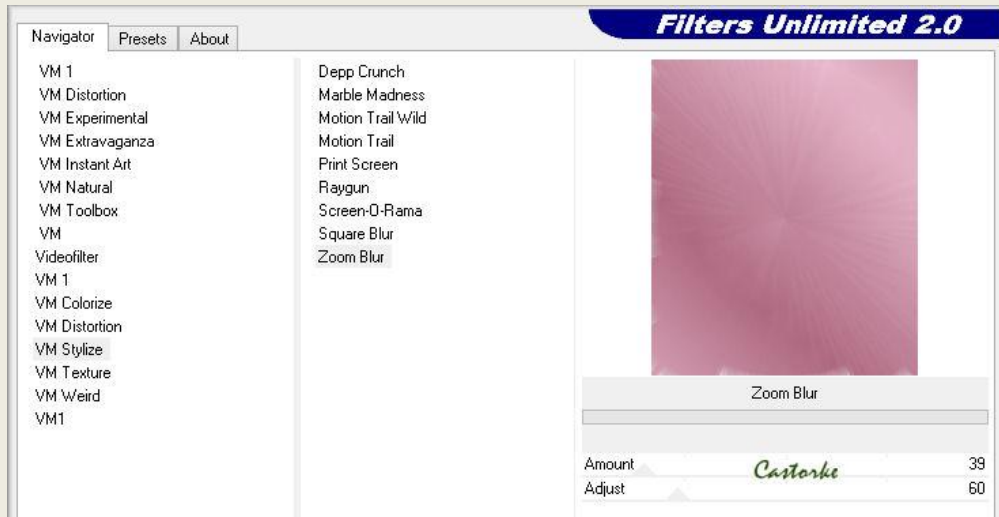 Filters Unlimited 2.0
Navigator
Presets
About
VM 1
VM Distortion
VM Experimental
VM Extravaganza
VM Instant Art
VM Natural
VM Toolbox
VM
Videofilter
VM 1
VM Colorize
VM Distortion
VM Stylize
VM Texture
VM Weird
VM1
Depp Crunch
Marble Madness
Motion Trail Wild
Motion Trail
Print Screen
Raygun
Screen-O-Rama
Square Blur
Zoom Blur
Zoom Blur
Amount 39
Castorke
Adjust 60